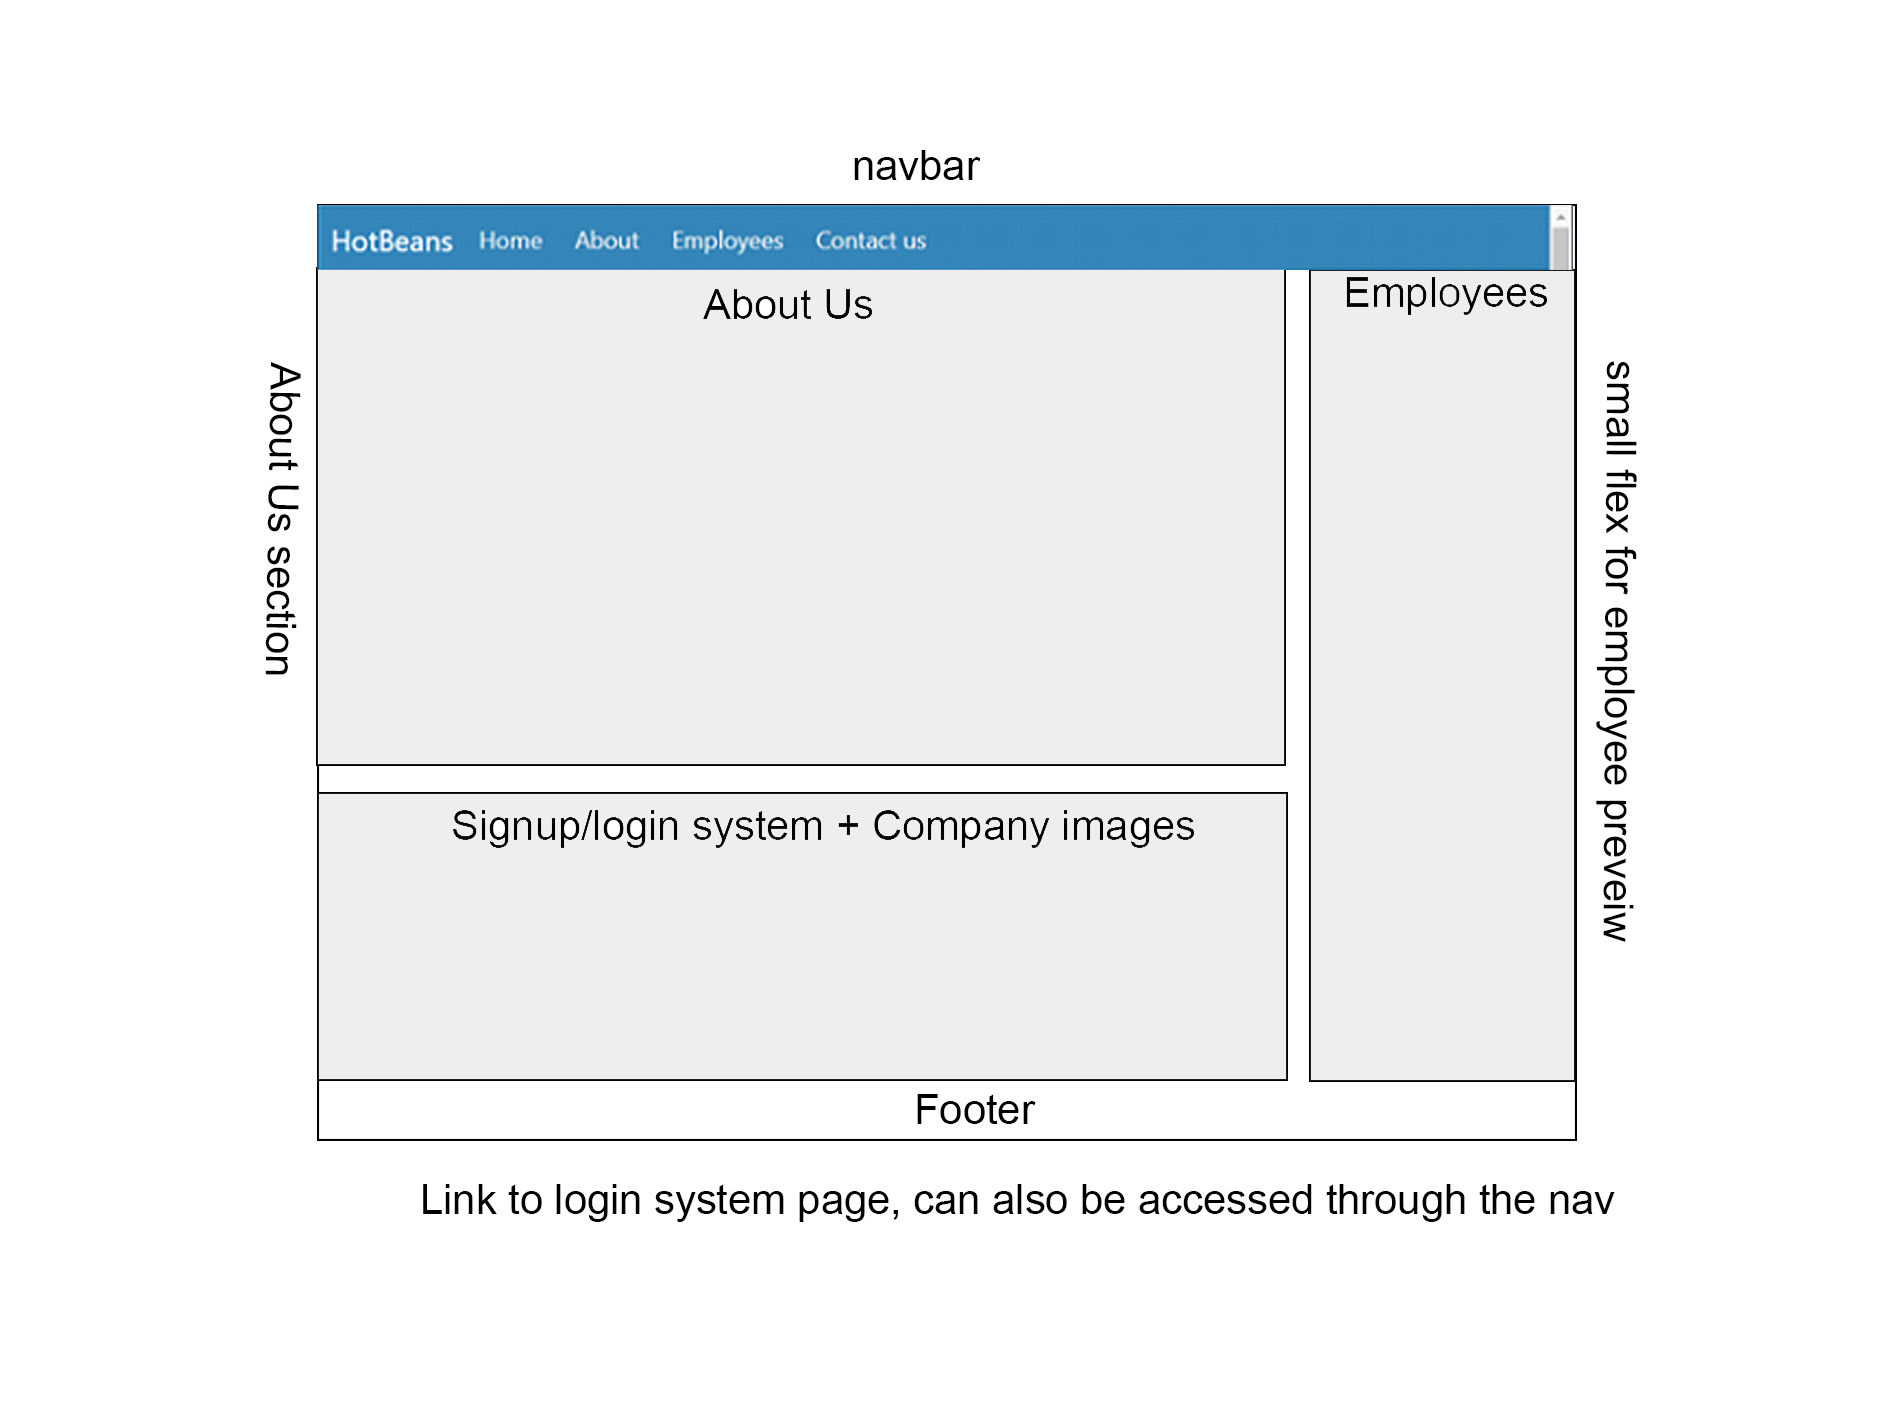 navbar
HotBeans Home About Employees Contact us
About Us
Employees
About Us section
small flex for employee preveiw
Signup/login system + Company images
Footer
Link to login system page, can also be accessed through the nav